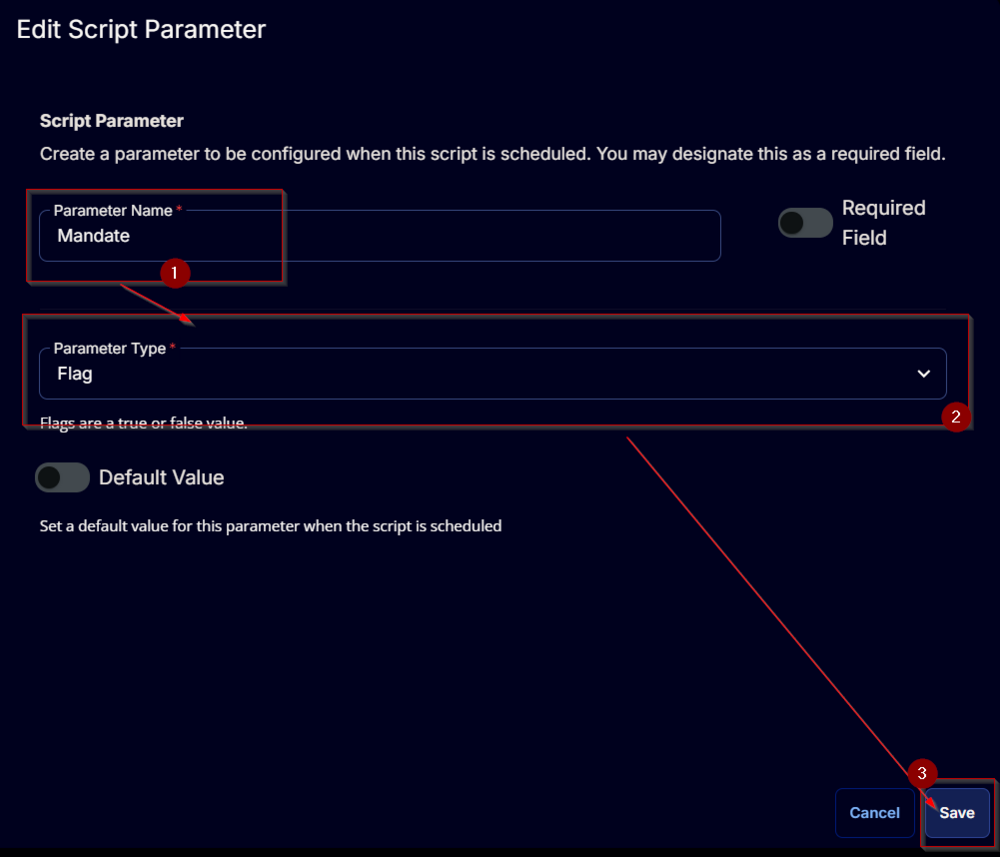 Edit Script Parameter
Script Parameter
Create a parameter to be configured when this script is scheduled. You may designate this as a required field.
Parameter Name *
Mandate
Required
Field
1
Parameter Type *
Flag
2
Flags are a true or false value.
Default Value
Set a default value for this parameter when the script is scheduled
3
Cancel
Save